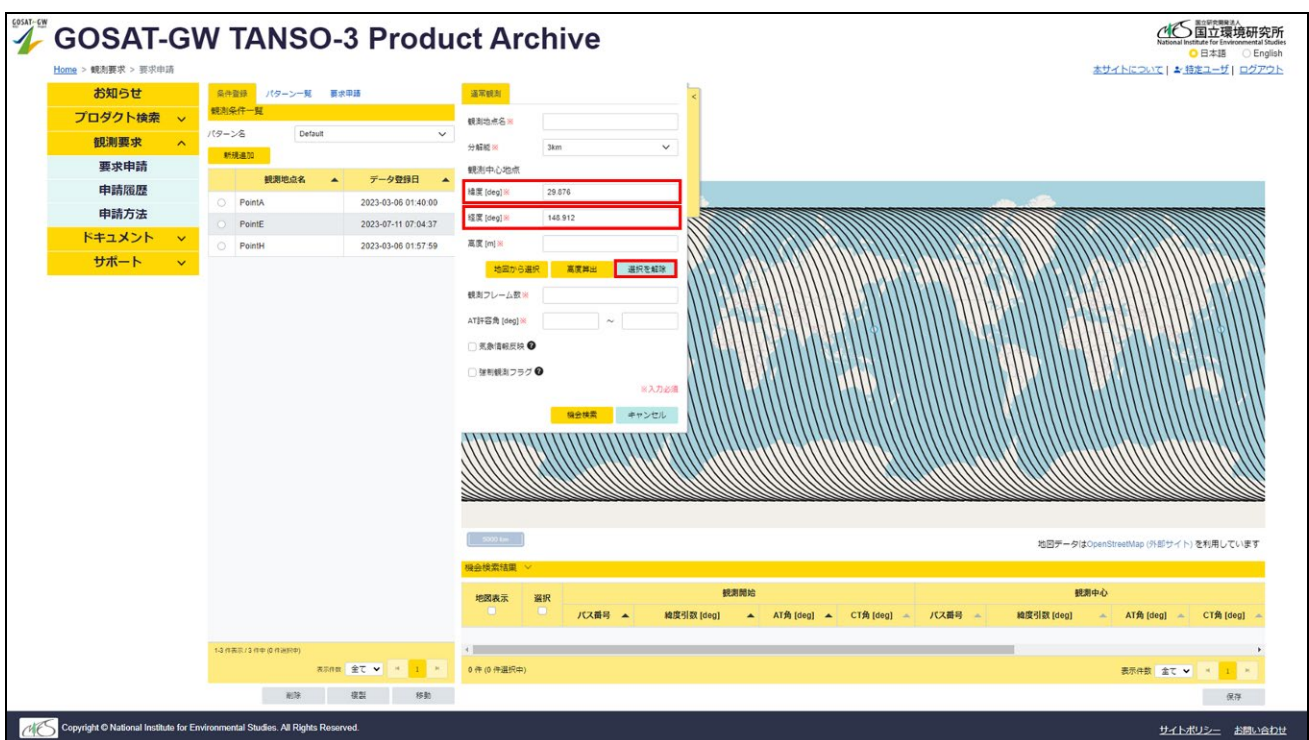 GOSAT-GW
GOSAT-GW TANSO-3 Product Archive
国立研究開発法人
国立環境研究所
National Institute for Environmental Studies
日本語 English
Home > 観測要求 > 要求申請
本サイトについて | 特定ユーザ | ログアウト
お知らせ
プロダクト検索
観測要求
要求申請
申請履歴
申請方法
ドキュメント
サポート
条件登録 パターン一覧 要求申請
観測条件一覧
パターン名 Default
新規追加
観測地点名 データ登録日
PointA 2023-03-06 01:40:00
PointE 2023-07-11 07:04:37
PointH 2023-03-06 01:57:59
1-3 件表示 / 3 件中 (0 件選択中)
表示件数 全て 1
削除 複製 移動
通常観測
<
観測地点名※
分解能※ 3km
観測中心地点
緯度 [deg]※ 29.876
経度 [deg]※ 148.912
高度 [m]※
地図から選択 高度算出 選択を解除
観測フレーム数※
AT許容角 [deg]※ ～
気象情報反映 ?
強制観測フラグ ?
※入力必須
機会検索 キャンセル
5000 km
地図データはOpenStreetMap (外部サイト) を利用しています
機会検索結果
地図表示 選択 観測開始 観測中心
パス番号 緯度引数 [deg] AT角 [deg] CT角 [deg] パス番号 緯度引数 [deg] AT角 [deg] CT角 [deg]
0 件 (0 件選択中)
表示件数 全て 1
保存
Copyright © National Institute for Environmental Studies. All Rights Reserved.
サイトポリシー お問い合わせ